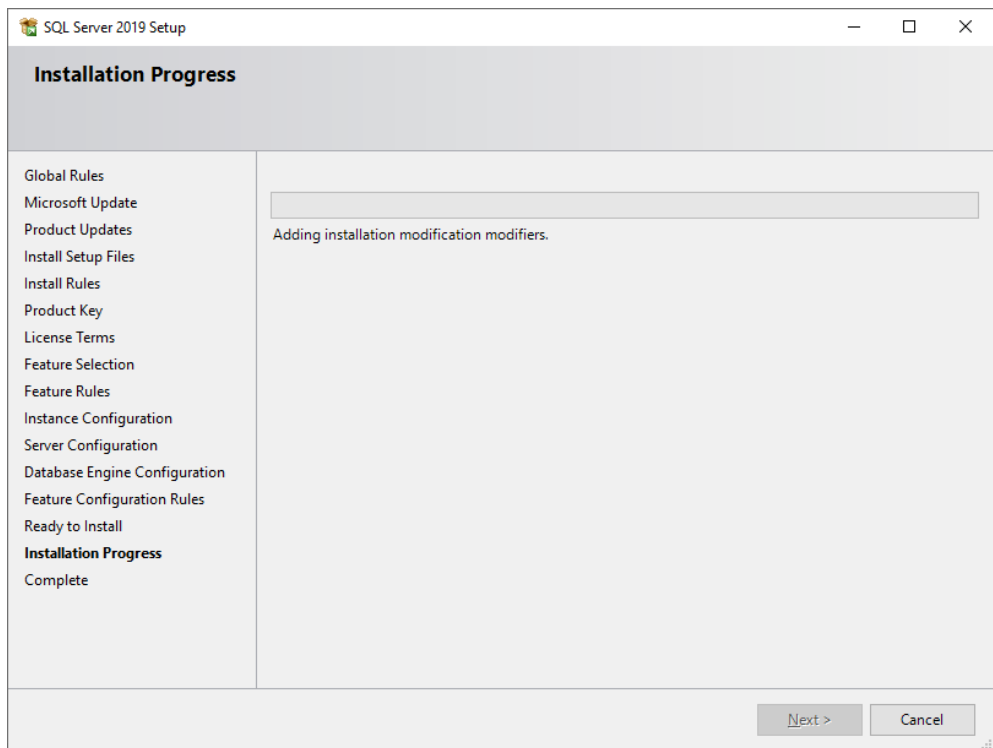 SQL Server 2019 Setup
Installation Progress
Global Rules
Microsoft Update
Product Updates
Install Setup Files
Install Rules
Product Key
License Terms
Feature Selection
Feature Rules
Instance Configuration
Server Configuration
Database Engine Configuration
Feature Configuration Rules
Ready to Install
Installation Progress
Complete
Adding installation modification modifiers.
Next >
Cancel